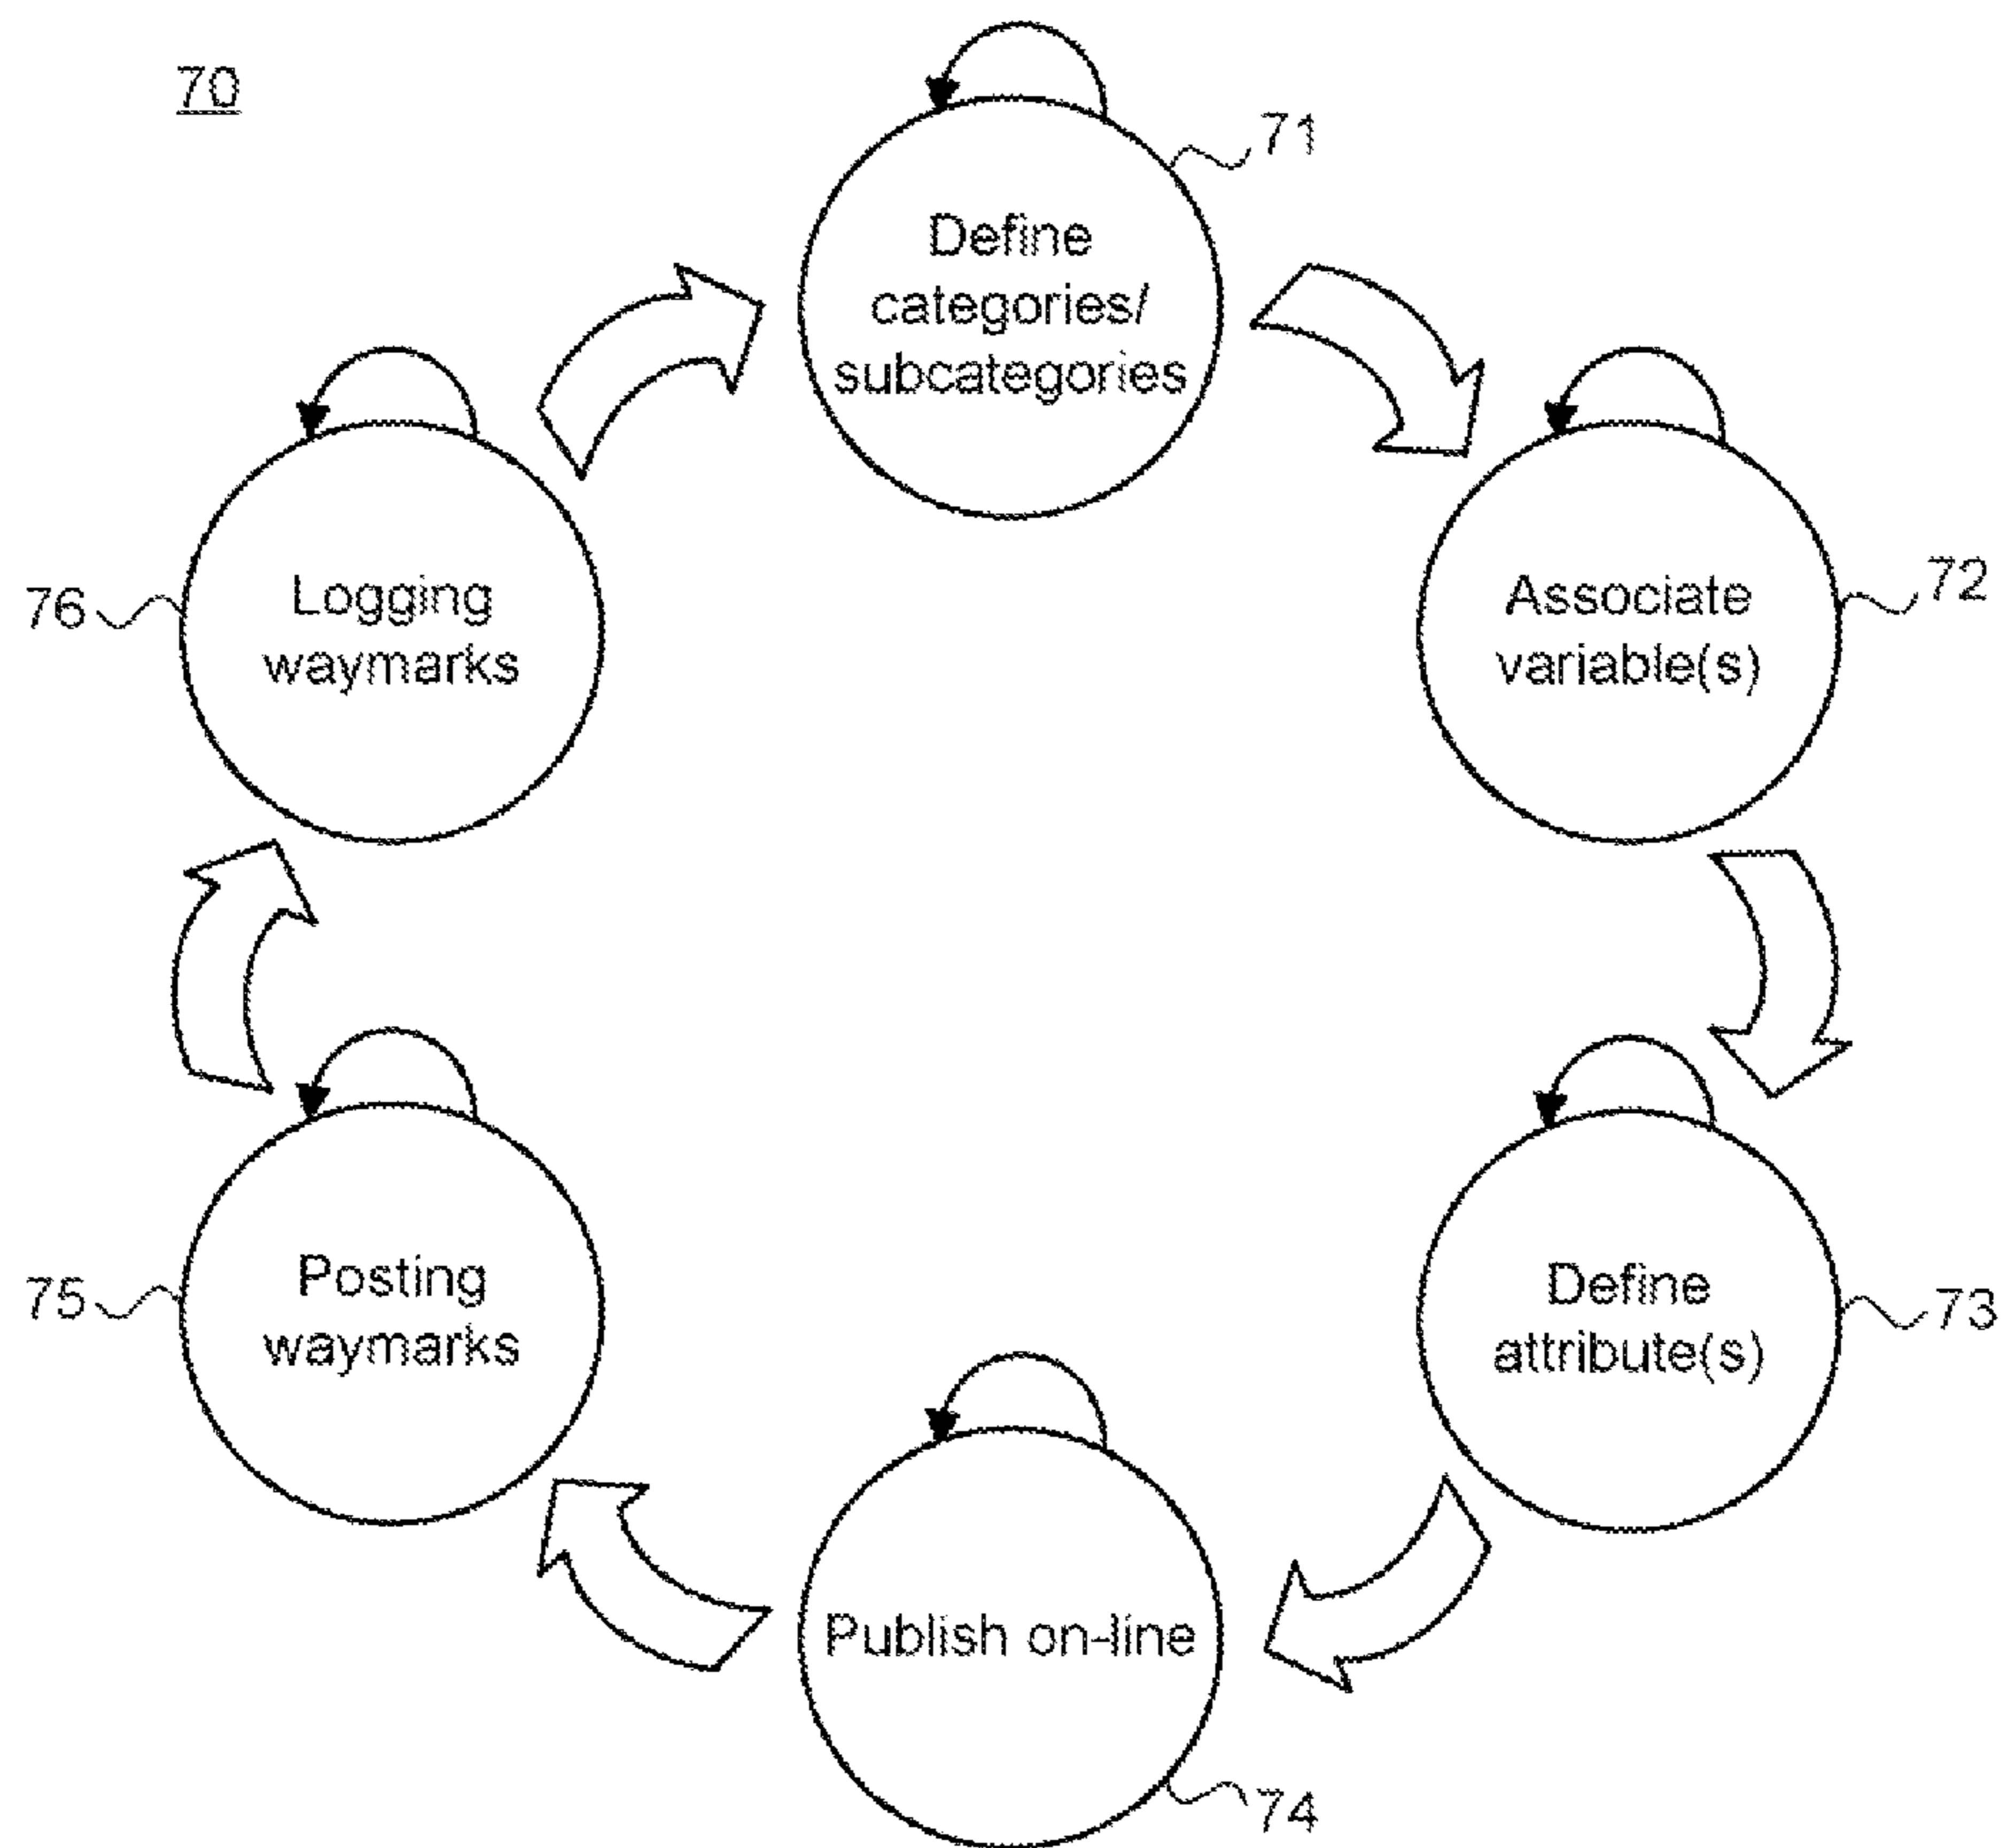 70
71
Define
categories/
subcategories
72
Associate
variable(s)
73
Define
attribute(s)
74
Publish on-line
75
Posting
waymarks
76
Logging
waymarks